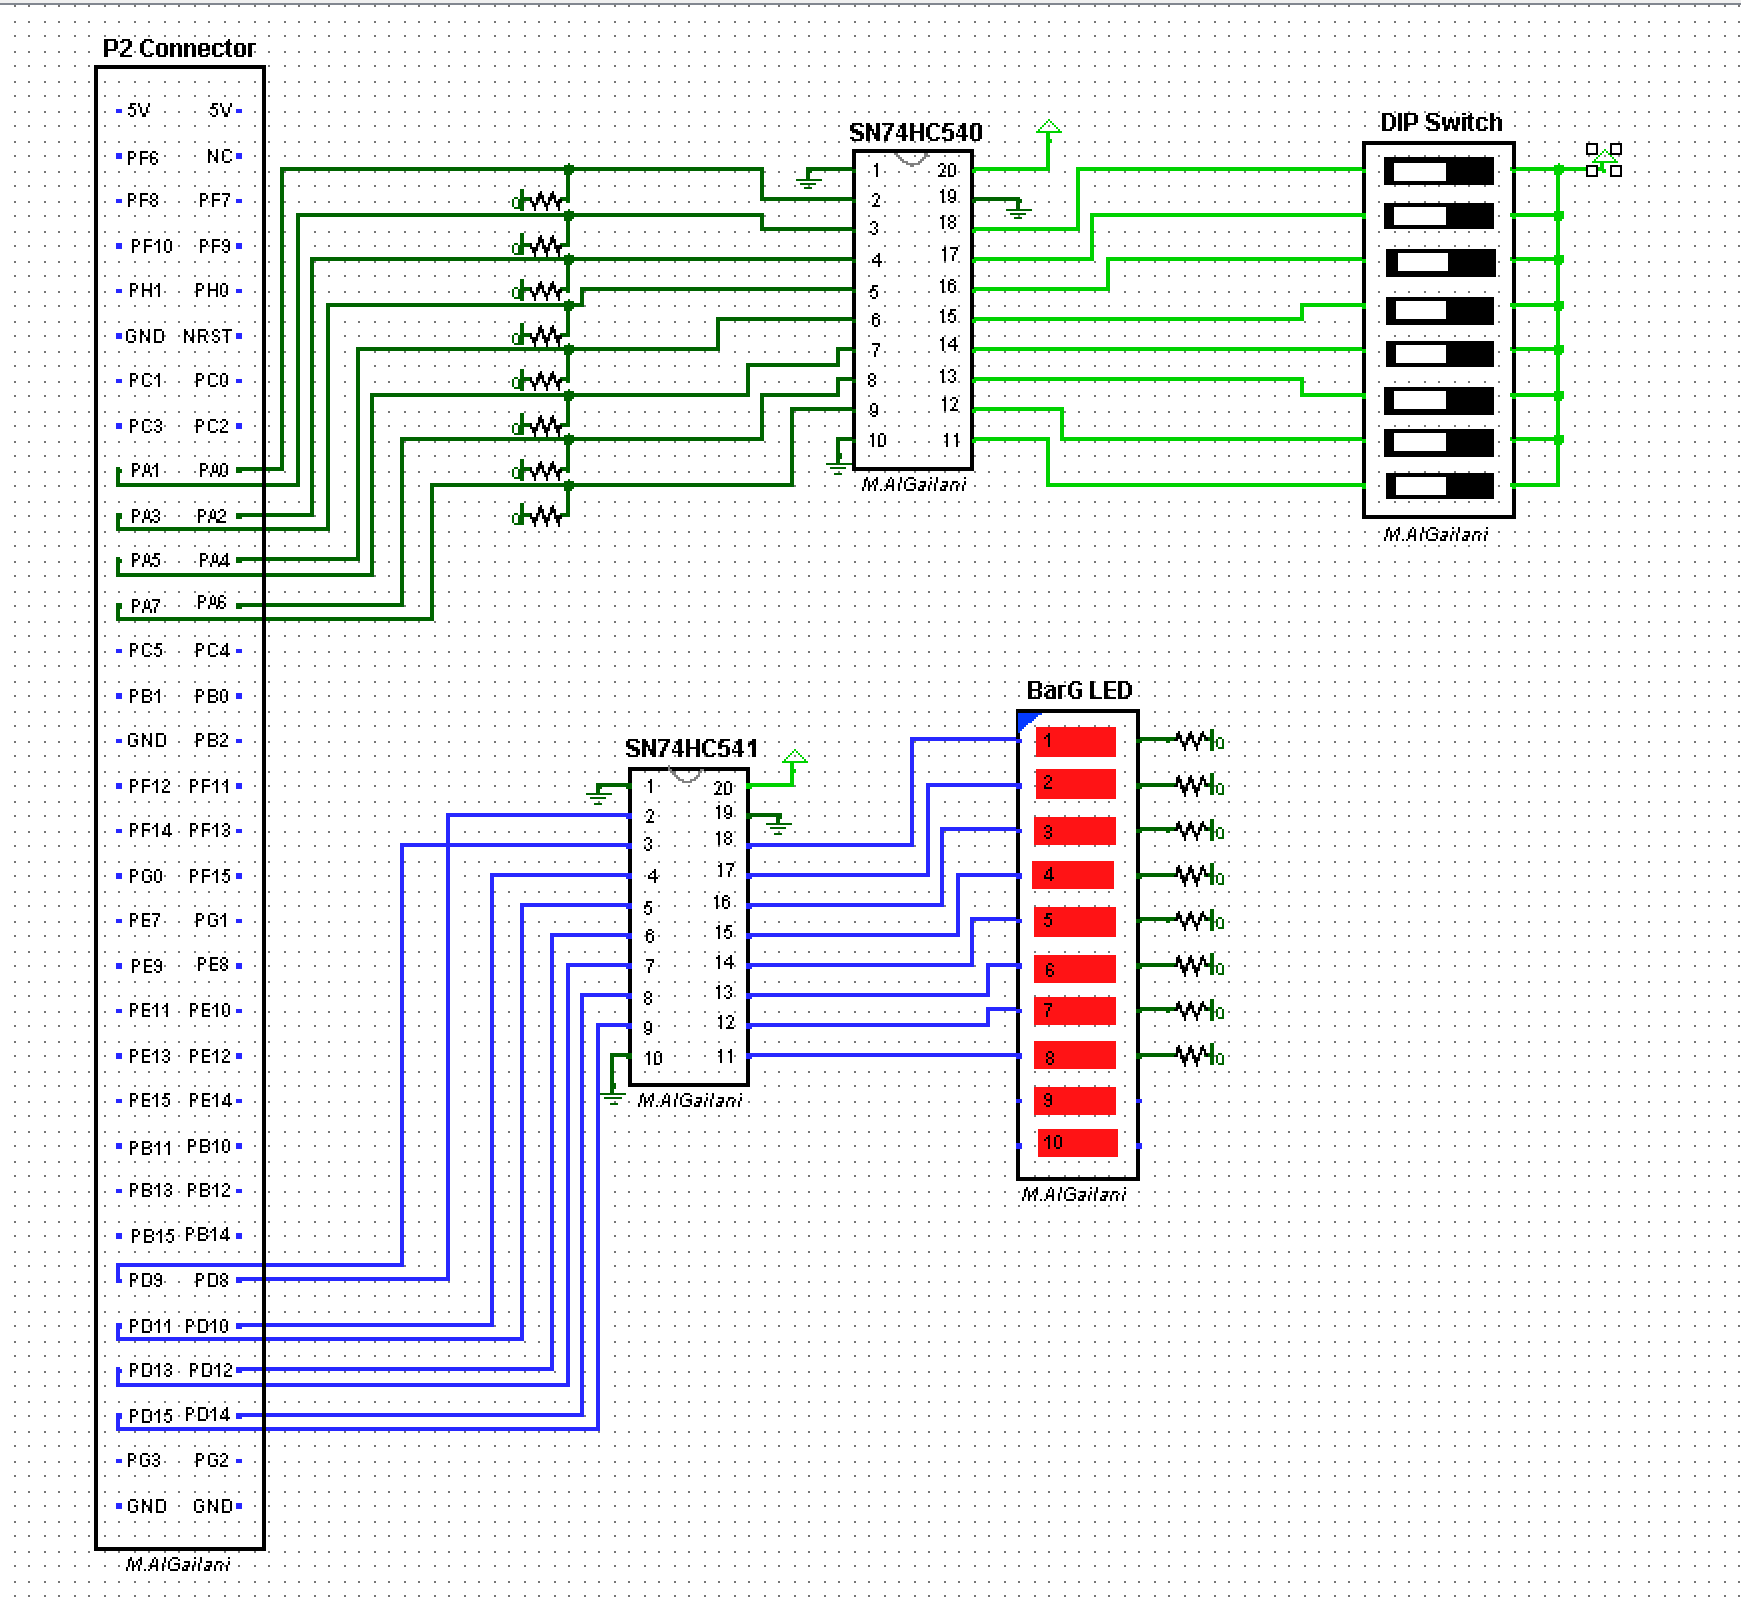 P2 Connector
5V 5V
PF6 NC
PF8 PF7
PF10 PF9
PH1 PH0
GND NRST
PC1 PC0
PC3 PC2
PA1 PA0
PA3 PA2
PA5 PA4
PA7 PA6
PC5 PC4
PB1 PB0
GND PB2
PF12 PF11
PF14 PF13
PG0 PF15
PE7 PG1
PE9 PE8
PE11 PE10
PE13 PE12
PE15 PE14
PB11 PB10
PB13 PB12
PB15 PB14
PD9 PD8
PD11 PD10
PD13 PD12
PD15 PD14
PG3 PG2
GND GND
M.AlGailani
0
0
0
0
0
0
0
0
SN74HC540
1 20
2 19
3 18
4 17
5 16
6 15
7 14
8 13
9 12
10 11
M.AlGailani
DIP Switch
M.AlGailani
SN74HC541
1 20
2 19
3 18
4 17
5 16
6 15
7 14
8 13
9 12
10 11
M.AlGailani
BarG LED
1 0
2 0
3 0
4 0
5 0
6 0
7 0
8 0
9
10
M.AlGailani